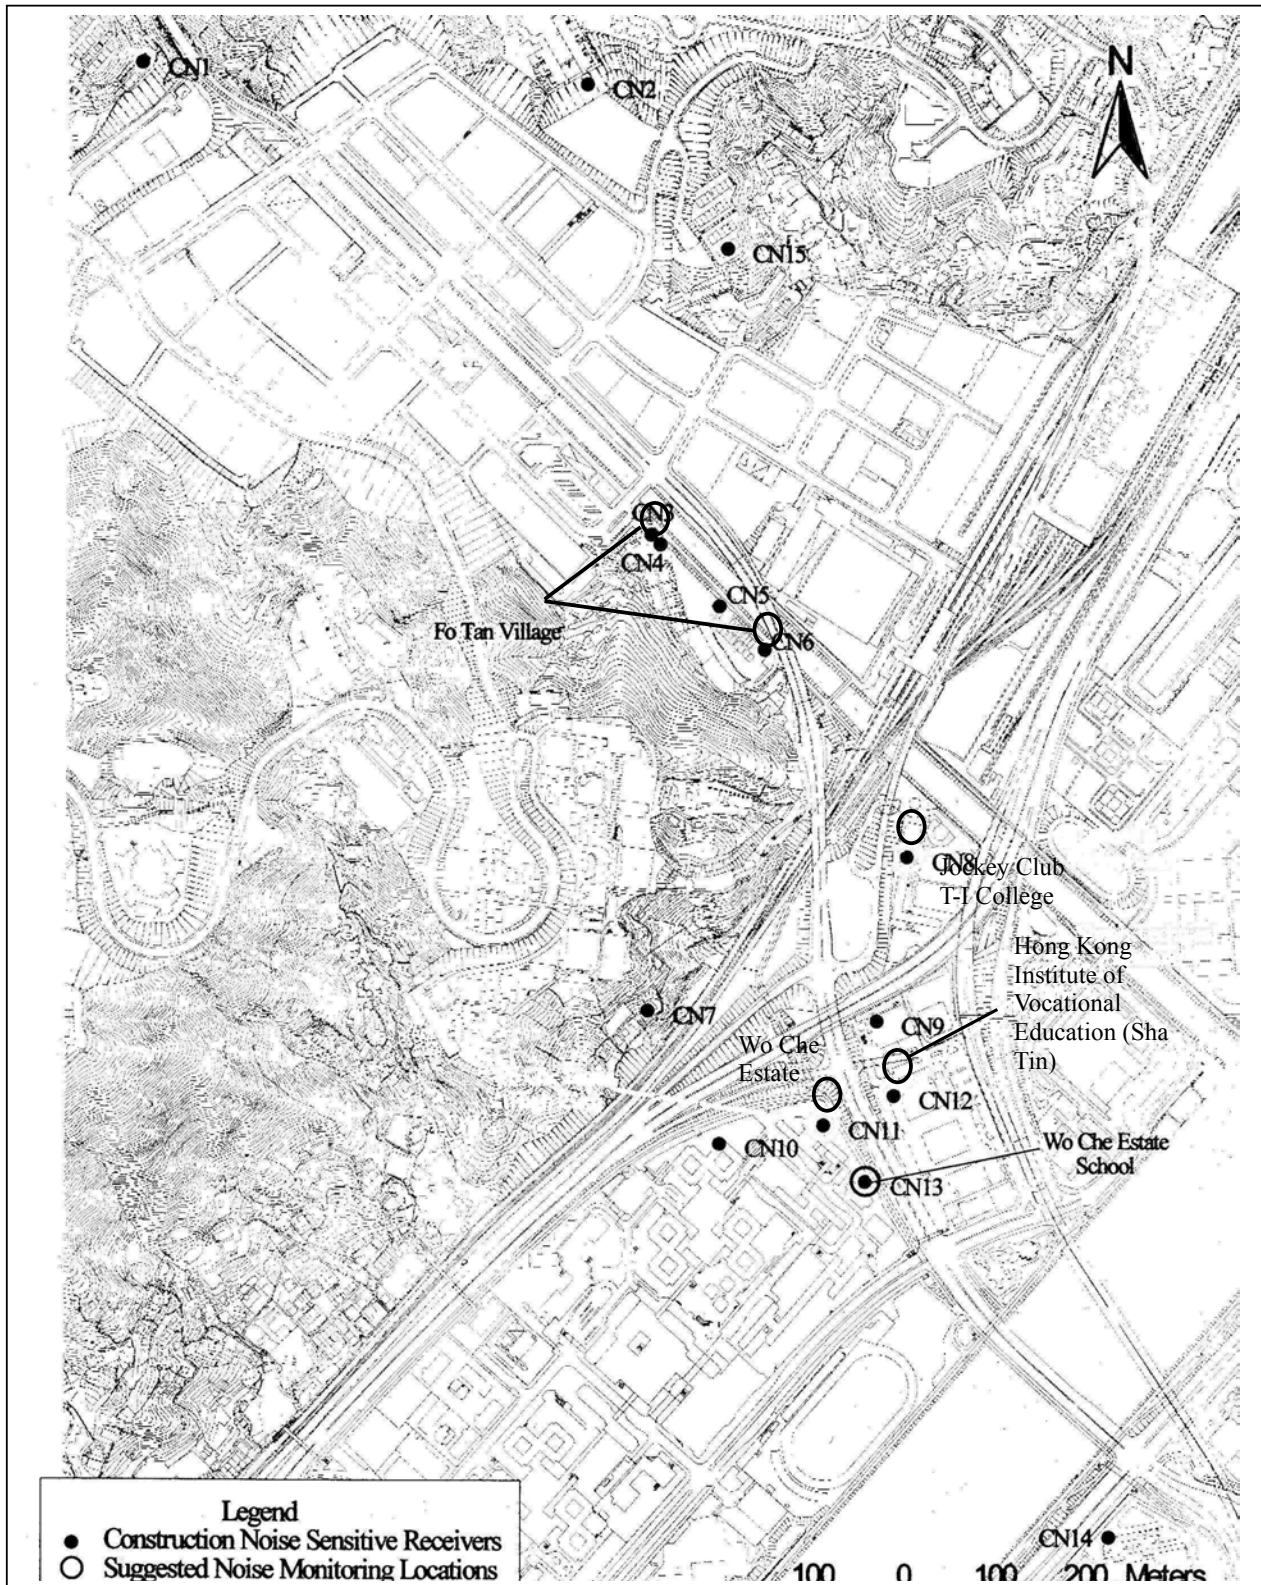 CN1
CN2
N
CN15
CN3
CN4
CN5
Fo Tan Village
CN6
CN8
Jockey Club
T-I College
Hong Kong
Institute of
Vocational
Education (Sha
Tin)
CN7
CN9
Wo Che
Estate
CN12
CN11
CN10
Wo Che Estate
School
CN13
Legend
Construction Noise Sensitive Receivers
Suggested Noise Monitoring Locations
CN14
100 0 100 200 Meters